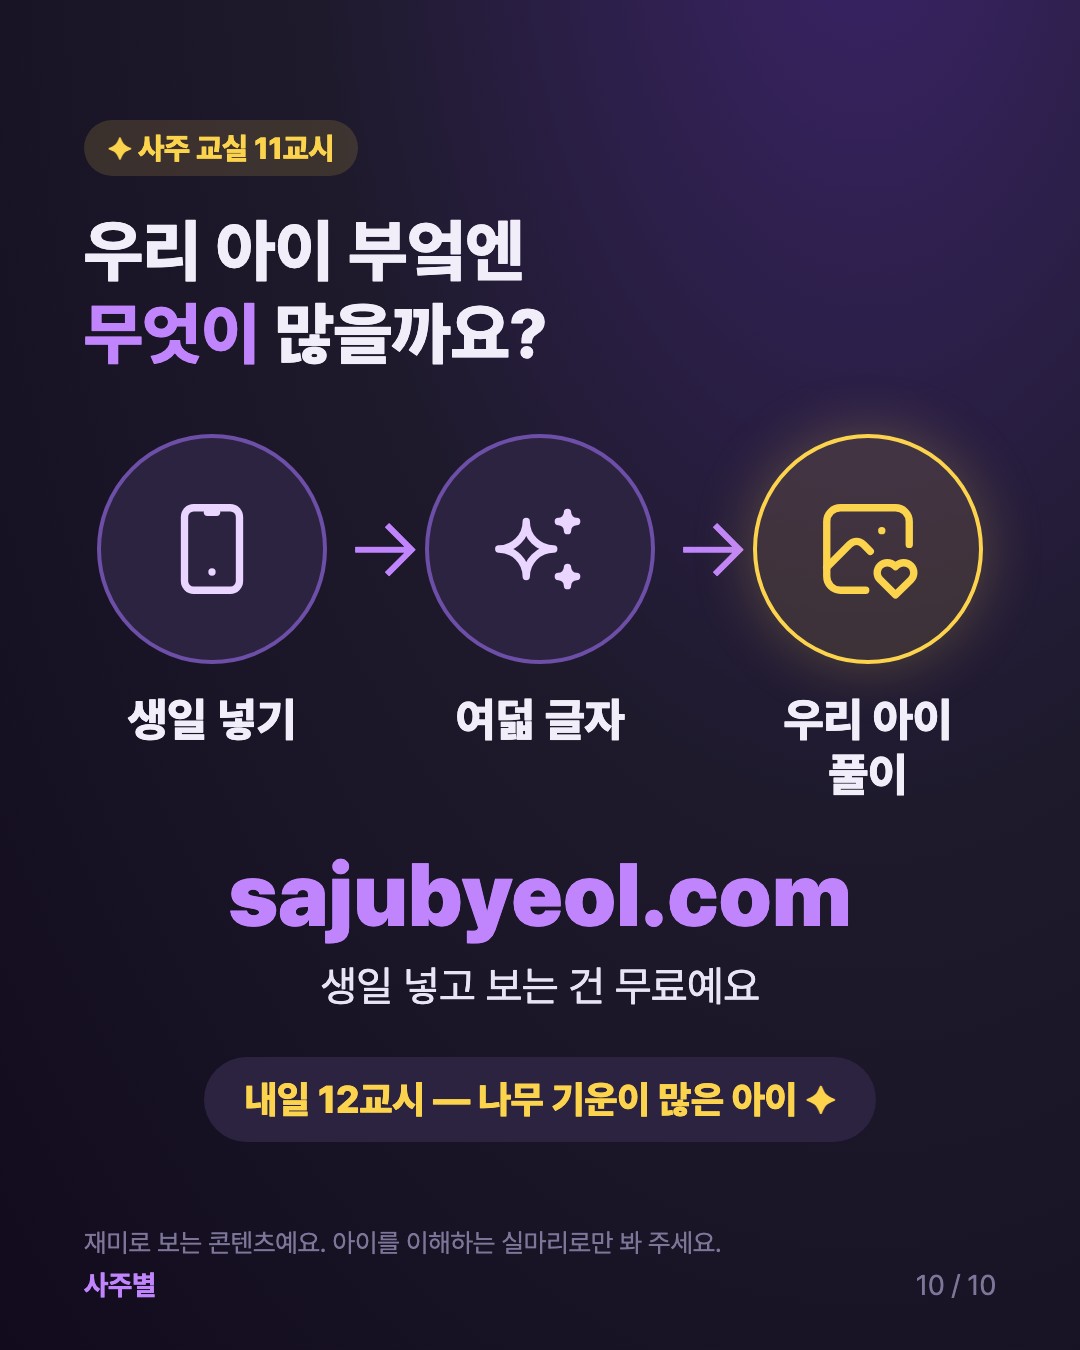 ✦ 사주 교실 11교시
우리 아이 부엌엔
무엇이 많을까요?
생일 넣기
여덟 글자
우리 아이
풀이
sajubyeol.com
생일 넣고 보는 건 무료예요
내일 12교시 — 나무 기운이 많은 아이 ✦
재미로 보는 콘텐츠예요. 아이를 이해하는 실마리로만 봐 주세요.
사주별
10 / 10